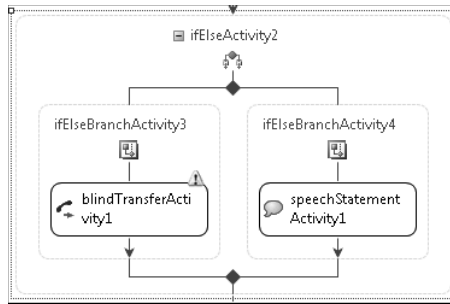 ifElseActivity2
ifElseBranchActivity3
ifElseBranchActivity4
blindTransferActi
vity1
speechStatement
Activity1